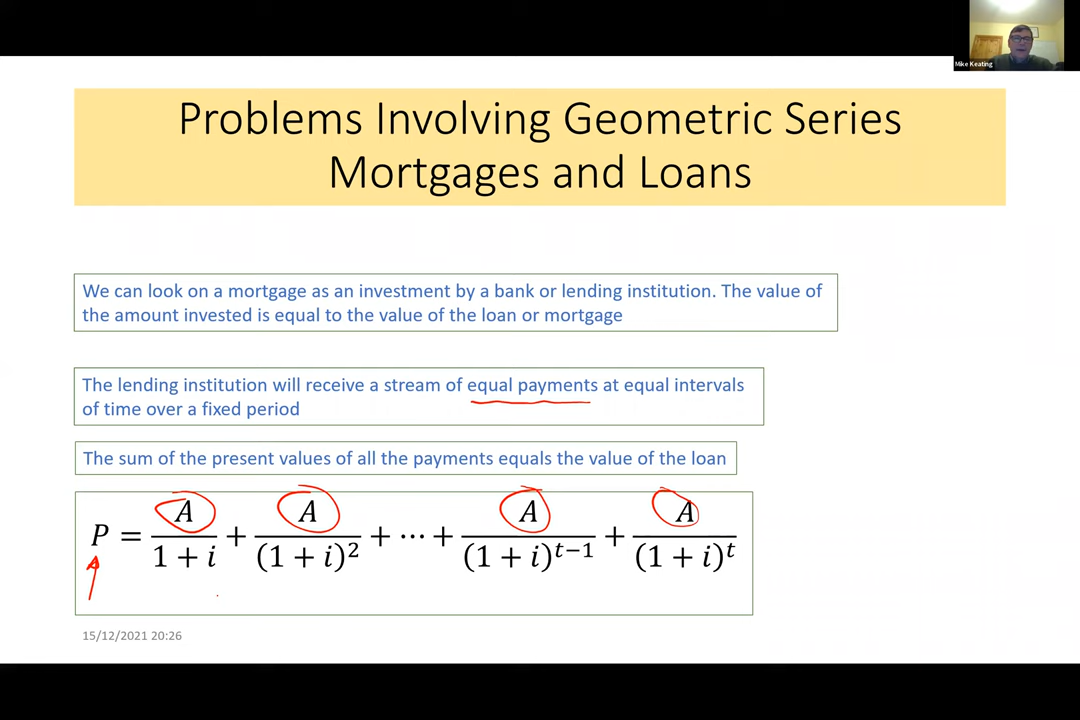 Mike Keating
Problems Involving Geometric Series
Mortgages and Loans
We can look on a mortgage as an investment by a bank or lending institution. The value of
the amount invested is equal to the value of the loan or mortgage
The lending institution will receive a stream of equal payments at equal intervals
of time over a fixed period
The sum of the present values of all the payments equals the value of the loan
P = A/(1 + i) + A/(1 + i)² + ⋯ + A/(1 + i)ᵗ⁻¹ + A/(1 + i)ᵗ
15/12/2021 20:26